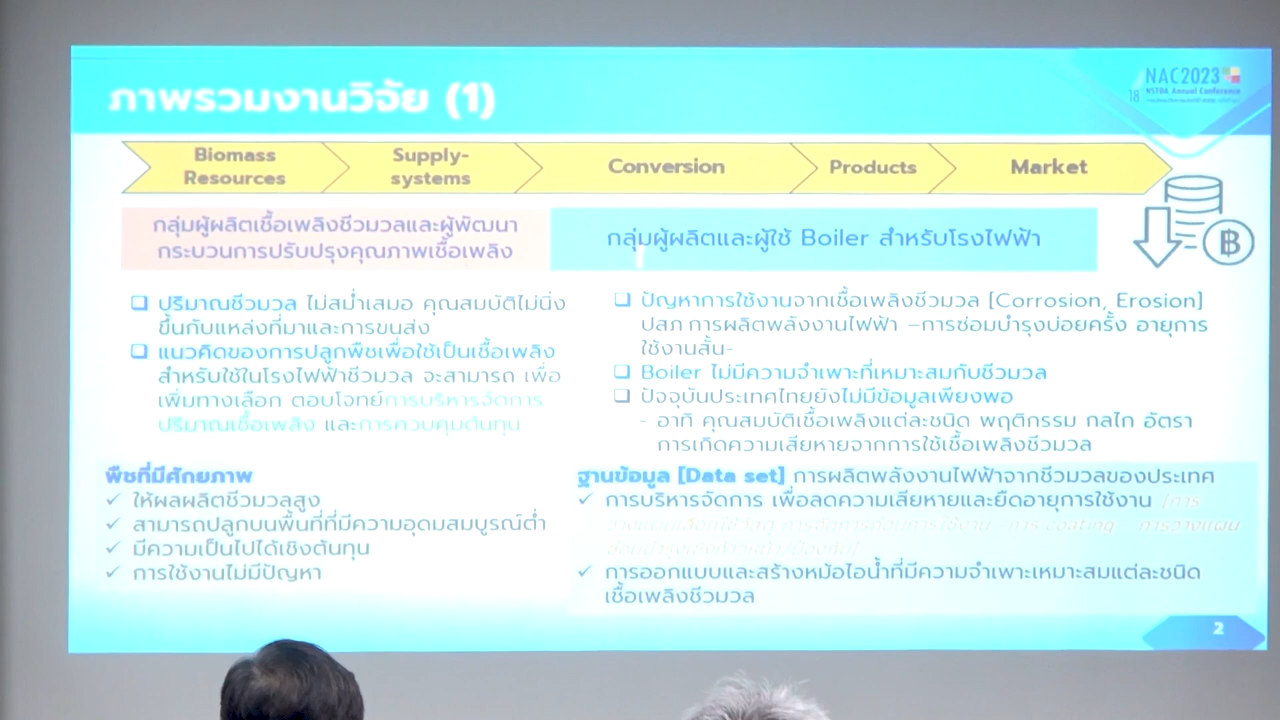 ภาพรวมงานวิจัย (1)
NAC2023
NSTDA Annual Conference
18
Biomass
Resources
Supply-
systems
Conversion
Products
Market
กลุ่มผู้ผลิตเชื้อเพลิงชีวมวลและผู้พัฒนา
กระบวนการปรับปรุงคุณภาพเชื้อเพลิง
กลุ่มผู้ผลิตและผู้ใช้ Boiler สำหรับโรงไฟฟ้า
฿
❑ ปริมาณชีวมวล ไม่สม่ำเสมอ คุณสมบัติไม่นิ่ง
ขึ้นกับแหล่งที่มาและการขนส่ง
❑ แนวคิดของการปลูกพืชเพื่อใช้เป็นเชื้อเพลิง
สำหรับใช้ในโรงไฟฟ้าชีวมวล จะสามารถ เพื่อ
เพิ่มทางเลือก ตอบโจทย์การบริหารจัดการ
ปริมาณเชื้อเพลิง และการควบคุมต้นทุน
❑ ปัญหาการใช้งานจากเชื้อเพลิงชีวมวล [Corrosion, Erosion]
ปสภ การผลิตพลังงานไฟฟ้า –การซ่อมบำรุงบ่อยครั้ง อายุการ
ใช้งานสั้น-
❑ Boiler ไม่มีความจำเพาะที่เหมาะสมกับชีวมวล
❑ ปัจจุบันประเทศไทยยังไม่มีข้อมูลเพียงพอ
- อาทิ คุณสมบัติเชื้อเพลิงแต่ละชนิด พฤติกรรม กลไก อัตรา
การเกิดความเสียหายจากการใช้เชื้อเพลิงชีวมวล
พืชที่มีศักยภาพ
✓ ให้ผลผลิตชีวมวลสูง
✓ สามารถปลูกบนพื้นที่ที่มีความอุดมสมบูรณ์ต่ำ
✓ มีความเป็นไปได้เชิงต้นทุน
✓ การใช้งานไม่มีปัญหา
ฐานข้อมูล [Data set] การผลิตพลังงานไฟฟ้าจากชีวมวลของประเทศ
✓ การบริหารจัดการ เพื่อลดความเสียหายและยืดอายุการใช้งาน [การ
การ coating - การวางแผน
✓ การออกแบบและสร้างหม้อไอน้ำที่มีความจำเพาะเหมาะสมแต่ละชนิด
เชื้อเพลิงชีวมวล
2